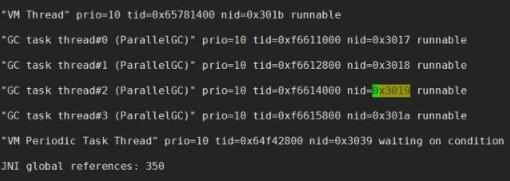 "VM Thread" prio=10 tid=0x65781400 nid=0x301b runnable
"GC task thread#0 (ParallelGC)" prio=10 tid=0xf6611000 nid=0x3017 runnable
"GC task thread#1 (ParallelGC)" prio=10 tid=0xf6612800 nid=0x3018 runnable
"GC task thread#2 (ParallelGC)" prio=10 tid=0xf6614000 nid=0x3019 runnable
"GC task thread#3 (ParallelGC)" prio=10 tid=0xf6615800 nid=0x301a runnable
"VM Periodic Task Thread" prio=10 tid=0x64f42800 nid=0x3039 waiting on condition
JNI global references: 350